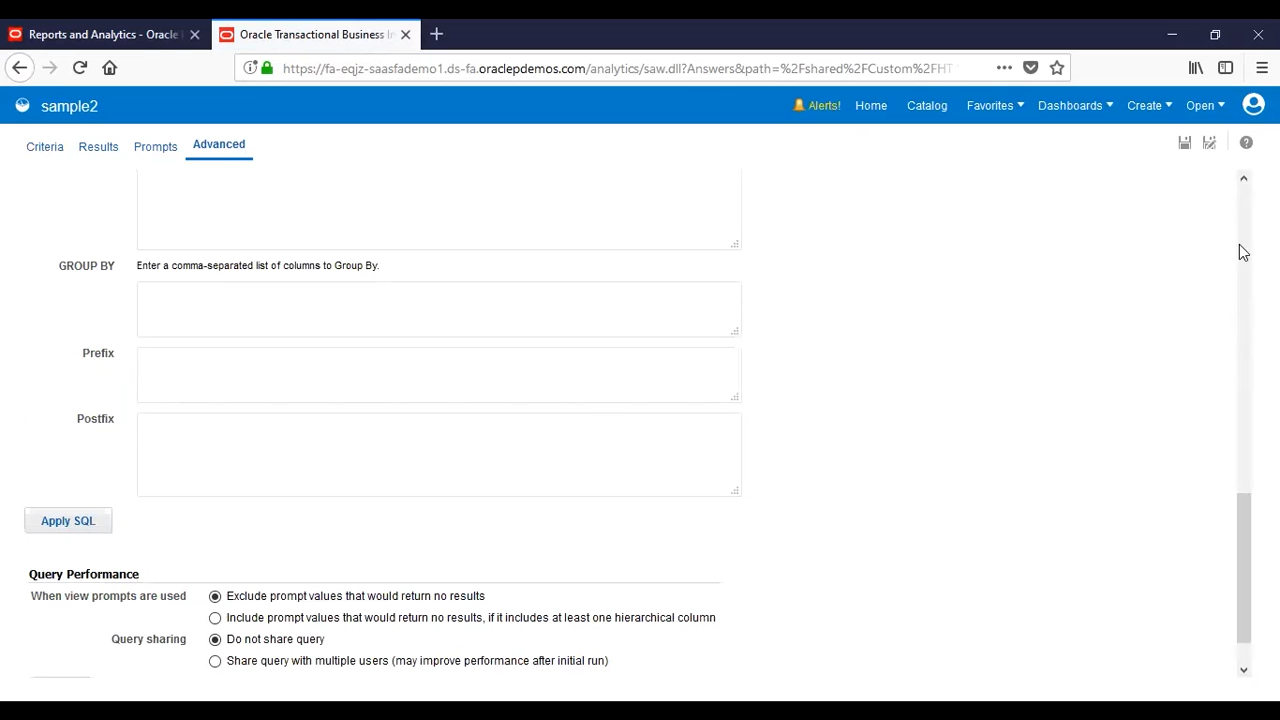 Reports and Analytics - Oracle
Oracle Transactional Business In
https://fa-eqjz-saasfademo1.ds-fa.oraclepdemos.com/analytics/saw.dll?Answers&path=%2Fshared%2FCustom%2FHT
sample2
Alerts!
Home
Catalog
Favorites
Dashboards
Create
Open
Criteria
Results
Prompts
Advanced
GROUP BY
Enter a comma-separated list of columns to Group By.
Prefix
Postfix
Apply SQL
Query Performance
When view prompts are used
Exclude prompt values that would return no results
Include prompt values that would return no results, if it includes at least one hierarchical column
Query sharing
Do not share query
Share query with multiple users (may improve performance after initial run)